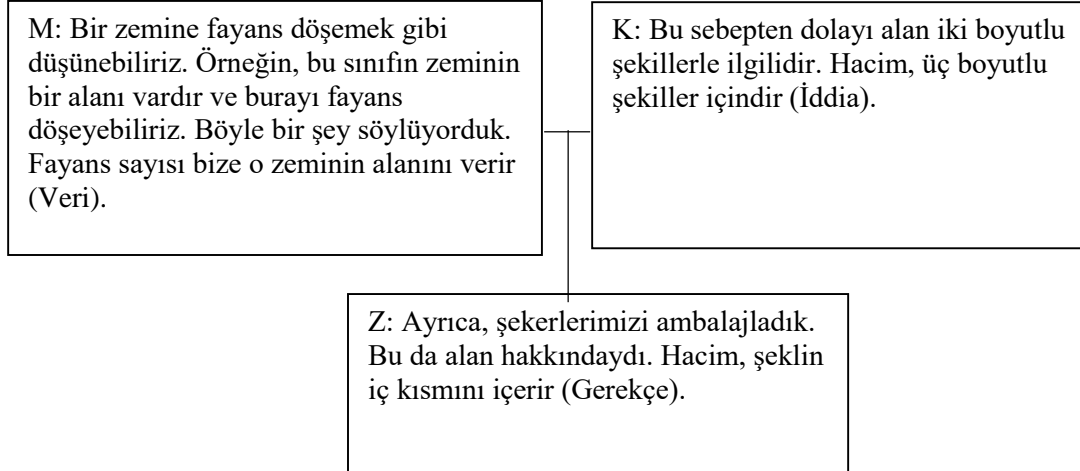 M: Bir zemine fayans döşemek gibi
düşünebiliriz. Örneğin, bu sınıfın zeminin
bir alanı vardır ve burayı fayans
döşeyebiliriz. Böyle bir şey söylüyorduk.
Fayans sayısı bize o zeminin alanını verir
(Veri).
K: Bu sebepten dolayı alan iki boyutlu
şekillerle ilgilidir. Hacim, üç boyutlu
şekiller içindir (İddia).
Z: Ayrıca, şekerlerimizi ambalajladık.
Bu da alan hakkındaydı. Hacim, şeklin
iç kısmını içerir (Gerekçe).